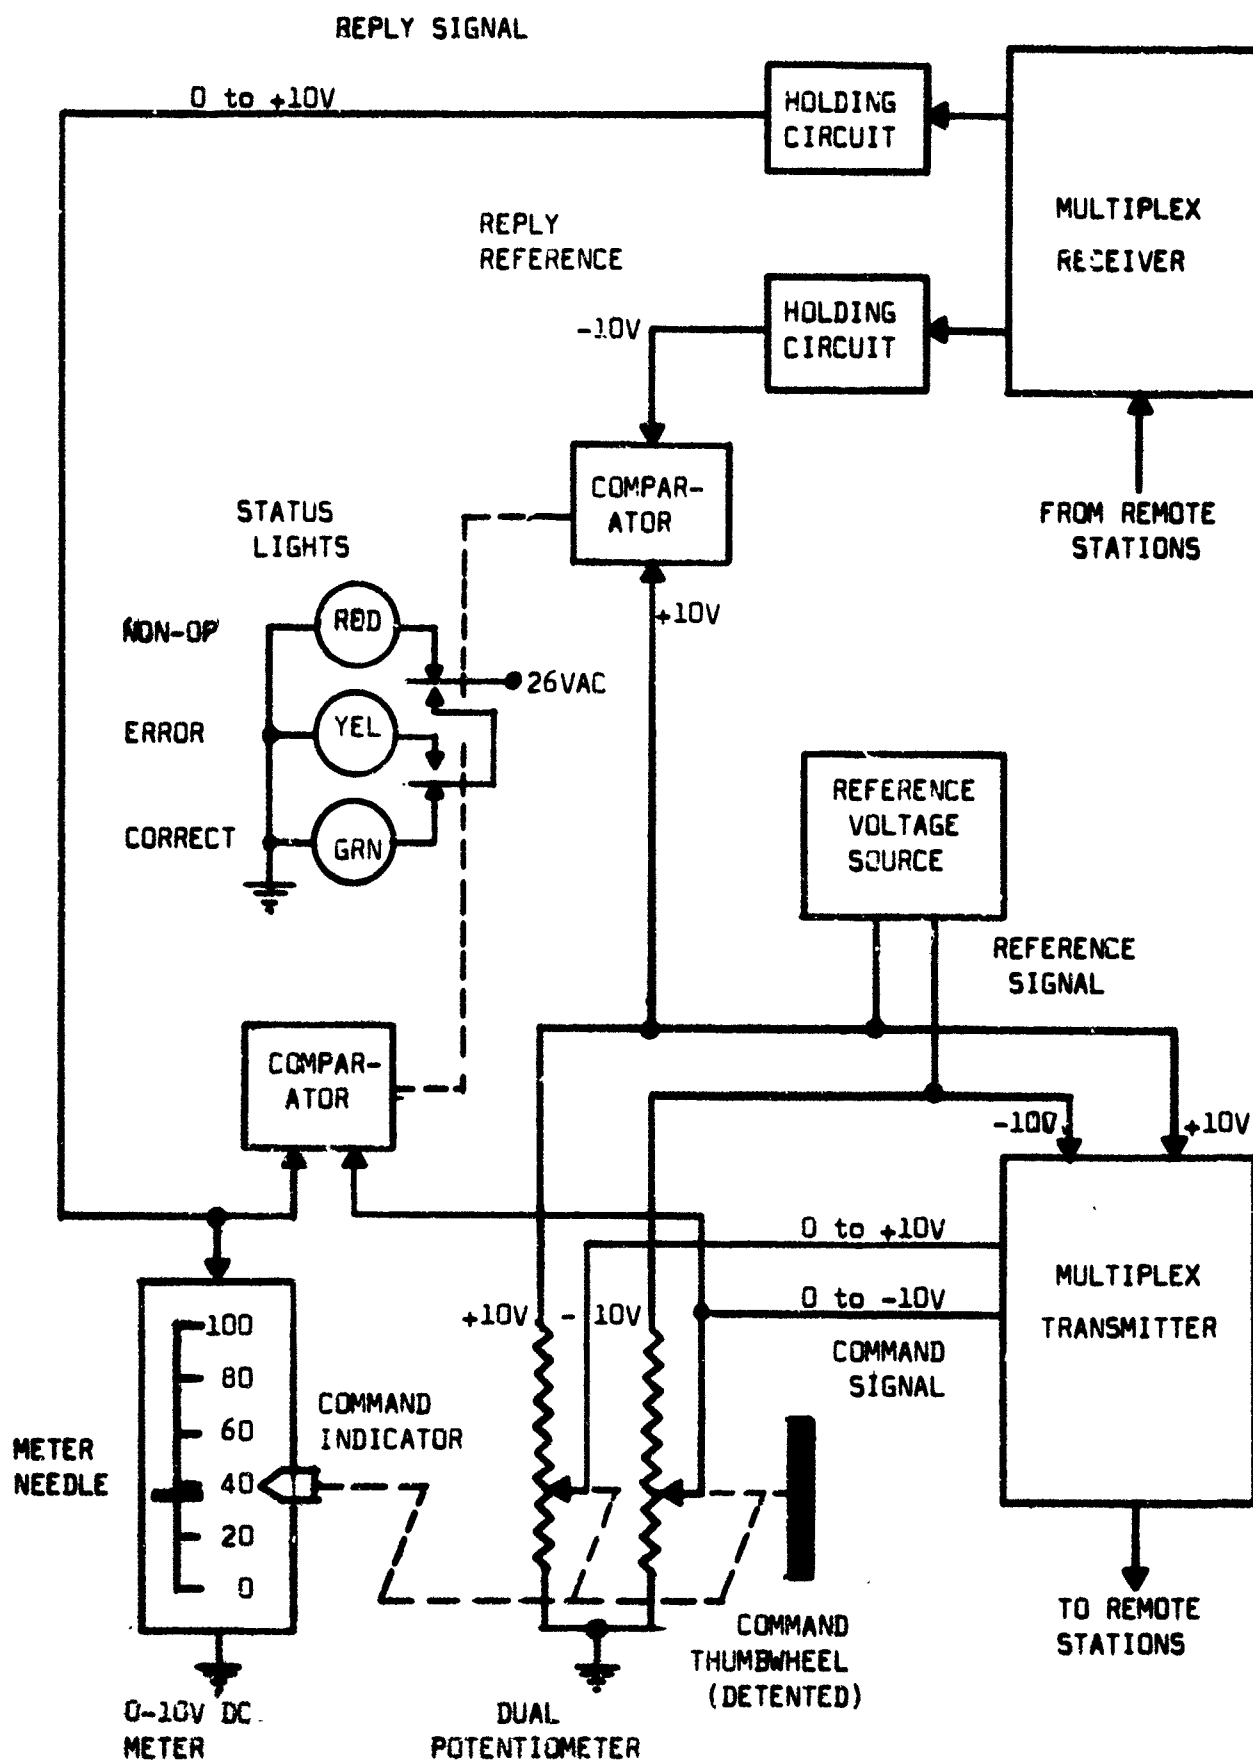 REPLY SIGNAL
0 to +10V
HOLDING
CIRCUIT
MULTIPLEX
RECEIVER
REPLY
REFERENCE
-10V
HOLDING
CIRCUIT
COMPAR-
ATOR
FROM REMOTE
STATIONS
STATUS
LIGHTS
+10V
NON-OP
RED
26VAC
ERROR
YEL
CORRECT
GRN
REFERENCE
VOLTAGE
SOURCE
REFERENCE
SIGNAL
COMPAR-
ATOR
-10V
+10V
0 to +10V
0 to -10V
MULTIPLEX
TRANSMITTER
COMMAND
SIGNAL
+10V
- 10V
100
80
60
40
20
0
COMMAND
INDICATOR
METER
NEEDLE
TO REMOTE
STATIONS
COMMAND
THUMBWHEEL
(DETENTED)
0-10V DC
METER
DUAL
POTENTIOMETER